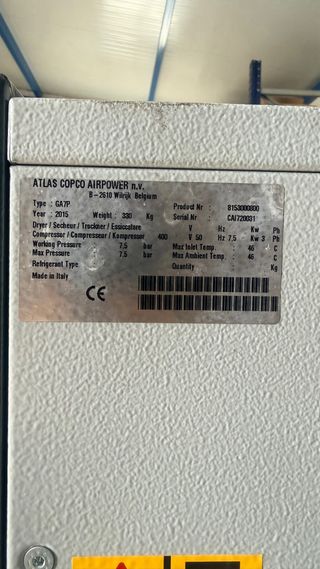 ATLAS COPCO AIRPOWER n.v.
B - 2610 Wilrijk Belgium
Type : GA7P Product Nr : 8153000800
Year : 2015 Weight : 330 Kg Serial Nr : CAI720031
Dryer / Secheur / Trockner / Essiccatore V Hz Kw Ph
Compressor / Compresseur / Kompressor 400 V 50 Hz 7,5 Kw 3 Ph
Working Pressure : 7,5 bar Max Inlet Temp. : 46 C
Max Pressure : 7,5 bar Max Ambient Temp. : 46 C
Refrigerant Type : Quantity Kg
Made in Italy
CE